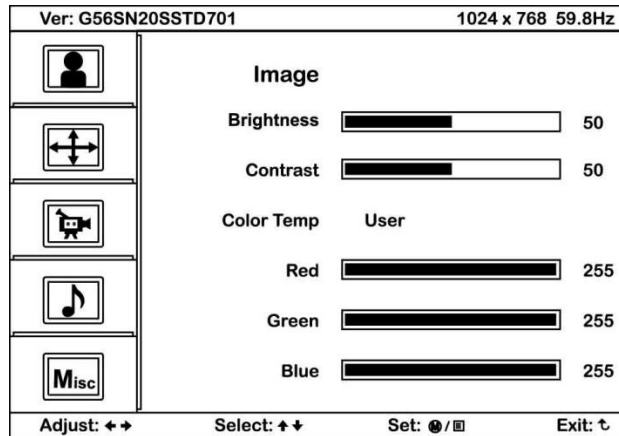 Ver: G56SN20SSTD701 1024 x 768 59.8Hz
Image
Brightness 50
Contrast 50
Color Temp User
Red 255
Green 255
Blue 255
Misc
Adjust: ←→ Select: ↑↓ Set: Ⓜ/▣ Exit: ↻